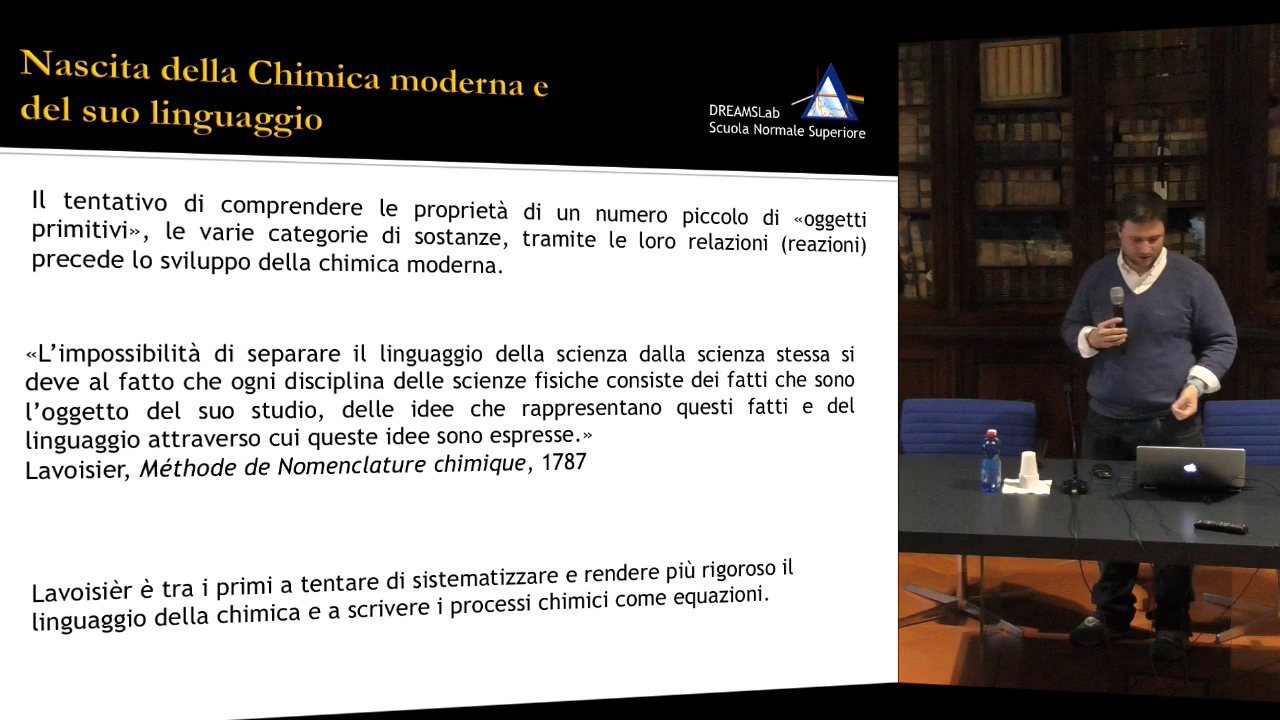 Nascita della Chimica moderna e
del suo linguaggio
DREAMSLab
Scuola Normale Superiore
Il tentativo di comprendere le proprietà di un numero piccolo di «oggetti
primitivi», le varie categorie di sostanze, tramite le loro relazioni (reazioni)
precede lo sviluppo della chimica moderna.
«L'impossibilità di separare il linguaggio della scienza dalla scienza stessa si
deve al fatto che ogni disciplina delle scienze fisiche consiste dei fatti che sono
l'oggetto del suo studio, delle idee che rappresentano questi fatti e del
linguaggio attraverso cui queste idee sono espresse.»
Lavoisier, Méthode de Nomenclature chimique, 1787
Lavoisièr è tra i primi a tentare di sistematizzare e rendere più rigoroso il
linguaggio della chimica e a scrivere i processi chimici come equazioni.